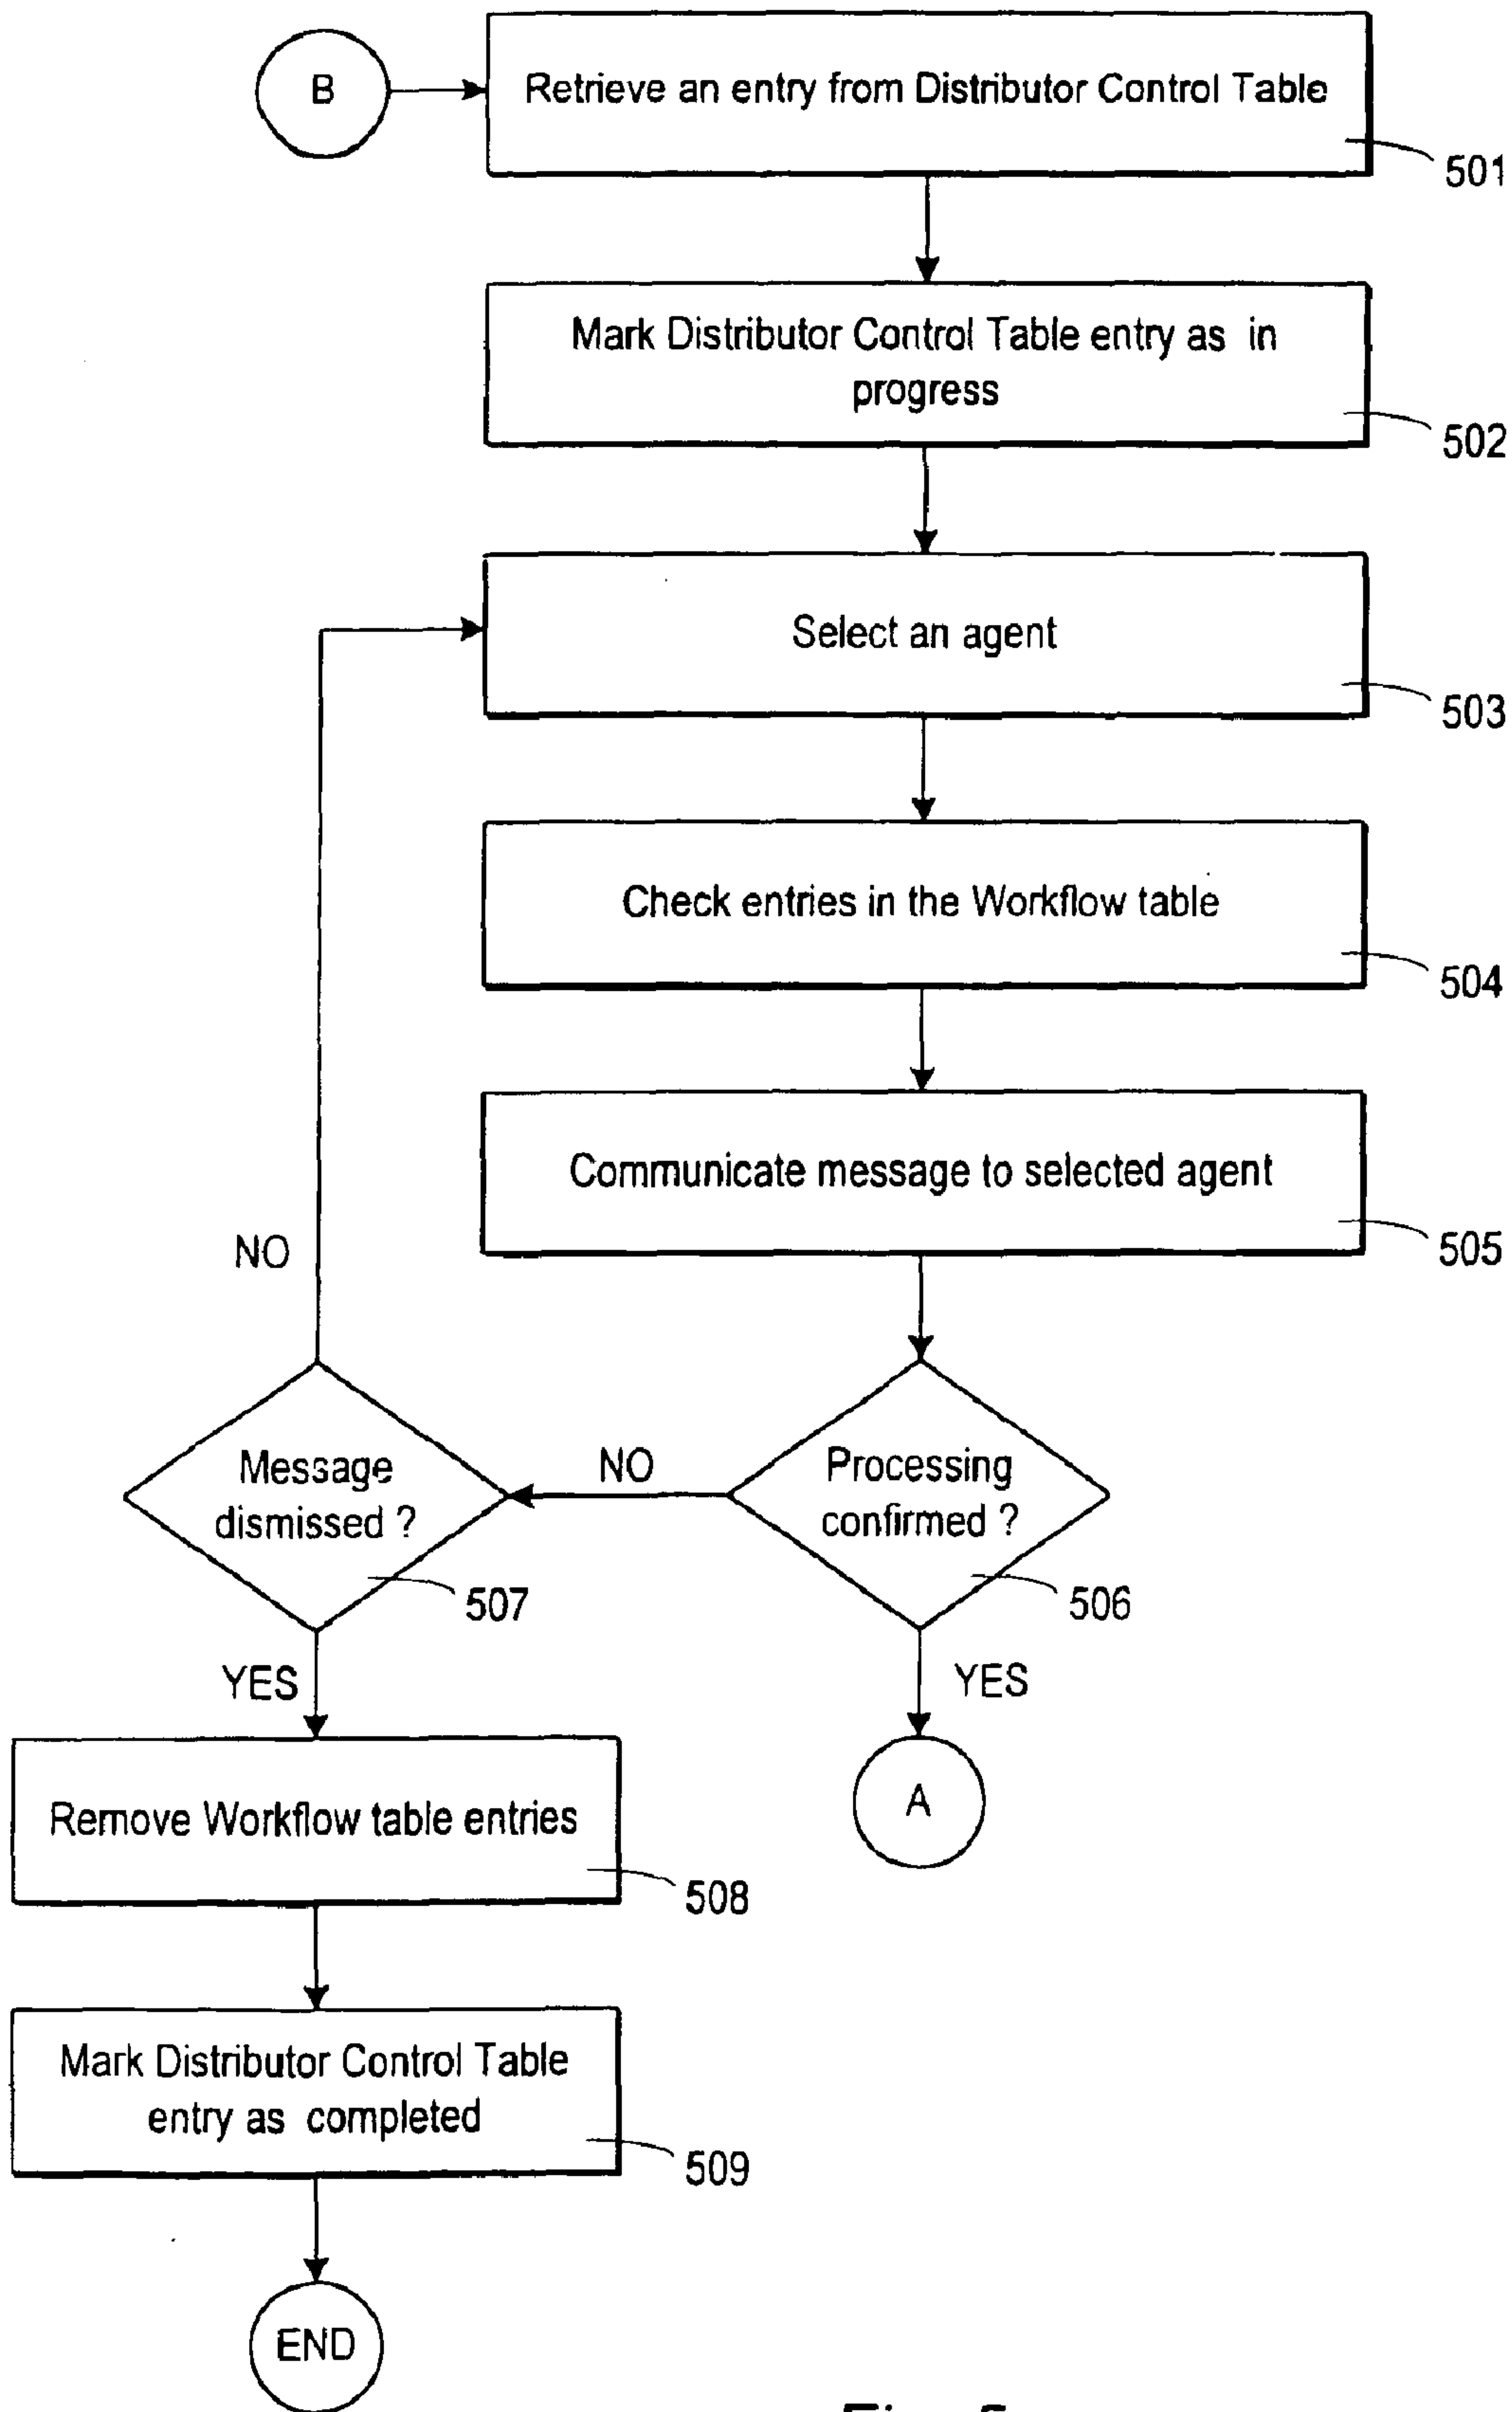 B
Retrieve an entry from Distributor Control Table
501
Mark Distributor Control Table entry as in
progress
502
Select an agent
503
Check entries in the Workflow table
504
Communicate message to selected agent
505
NO
Message
dismissed ?
507
NO
Processing
confirmed ?
506
YES
YES
Remove Workflow table entries
508
A
Mark Distributor Control Table
entry as completed
509
END